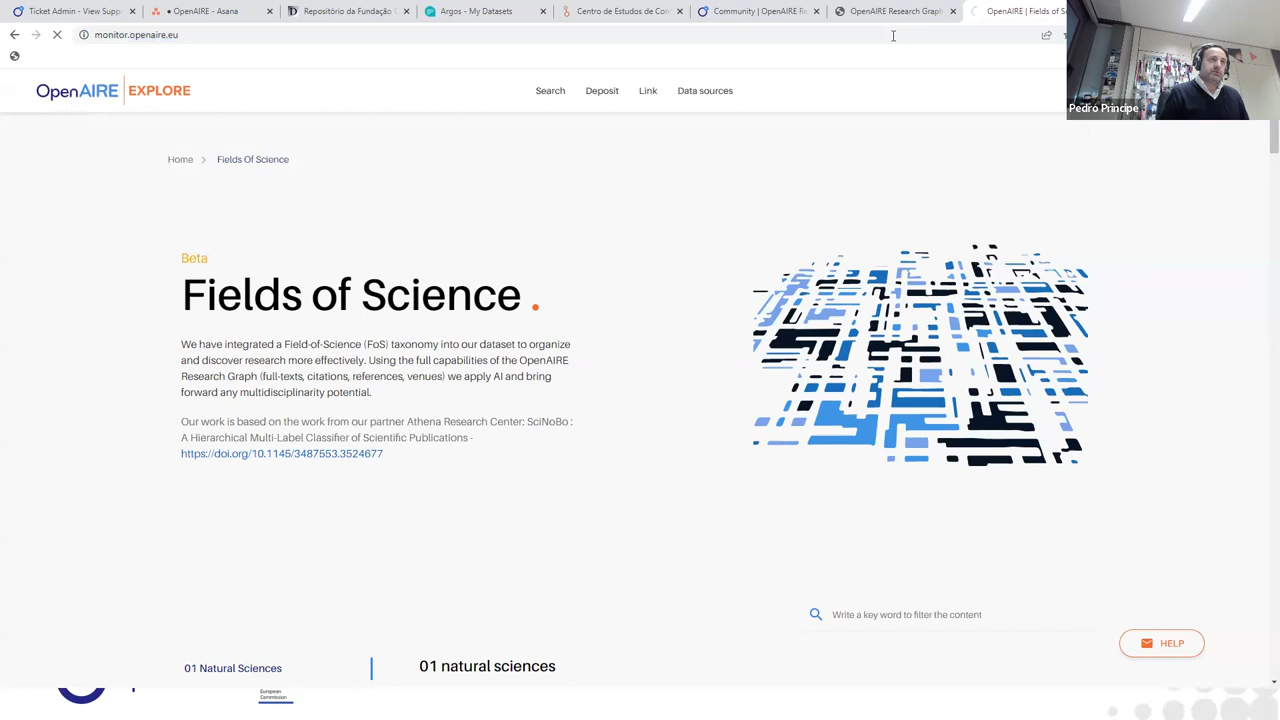 Ticket Admin - View Supp
• OpenAIRE - Asana
Repositório da Fundação
Argos - My Datasets
Centro de Estudos de Con
Community | OpenAIRE Re
OpenAIRE Research Graph
OpenAIRE | Fields of S
monitor.openaire.eu
Pedro Príncipe
OpenAIRE EXPLORE
Search
Deposit
Link
Data sources
Home
Fields Of Science
Beta
Fields of Science .
We have integrated a Field-of-Science (FoS) taxonomy into our dataset to organize
and discover research more effectively. Using the full capabilities of the OpenAIRE
Research Graph (full-texts, citations, references, venues) we apply AI and bring
forward any multidisciplinarity potential.
Our work is based on the work from our partner Athena Research Center: SciNoBo :
A Hierarchical Multi-Label Classifier of Scientific Publications -
https://doi.org/10.1145/3487553.3524677
Write a key word to filter the content
HELP
01 Natural Sciences
01 natural sciences
European
Commission